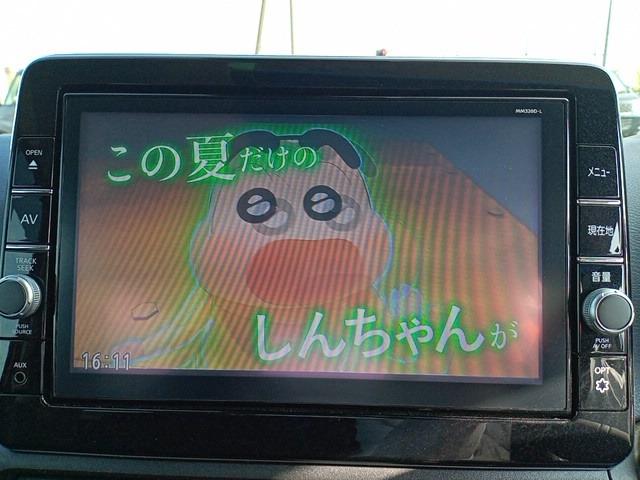 MM320D-L
この夏だけの
しんちゃんが
16:11
OPEN
AV
TRACK
SEEK
PUSH
SOURCE
AUX
メニュー
現在地
音量
PUSH
AV OFF
OPT